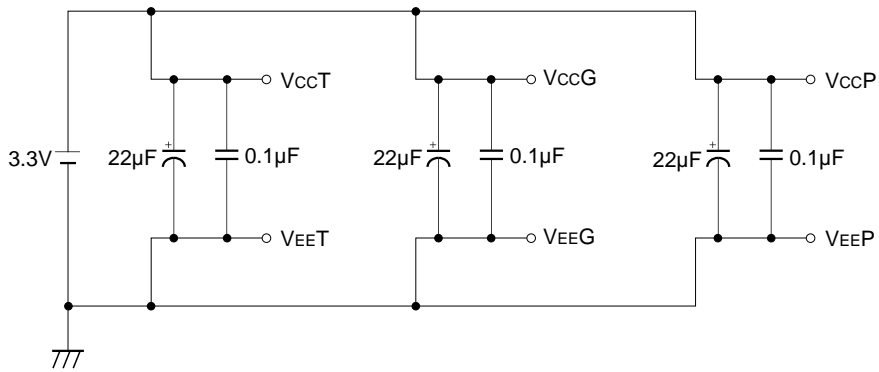 VCCT
VCCG
VCCP
3.3V
+
22µF
0.1µF
+
22µF
0.1µF
+
22µF
0.1µF
VEET
VEEG
VEEP